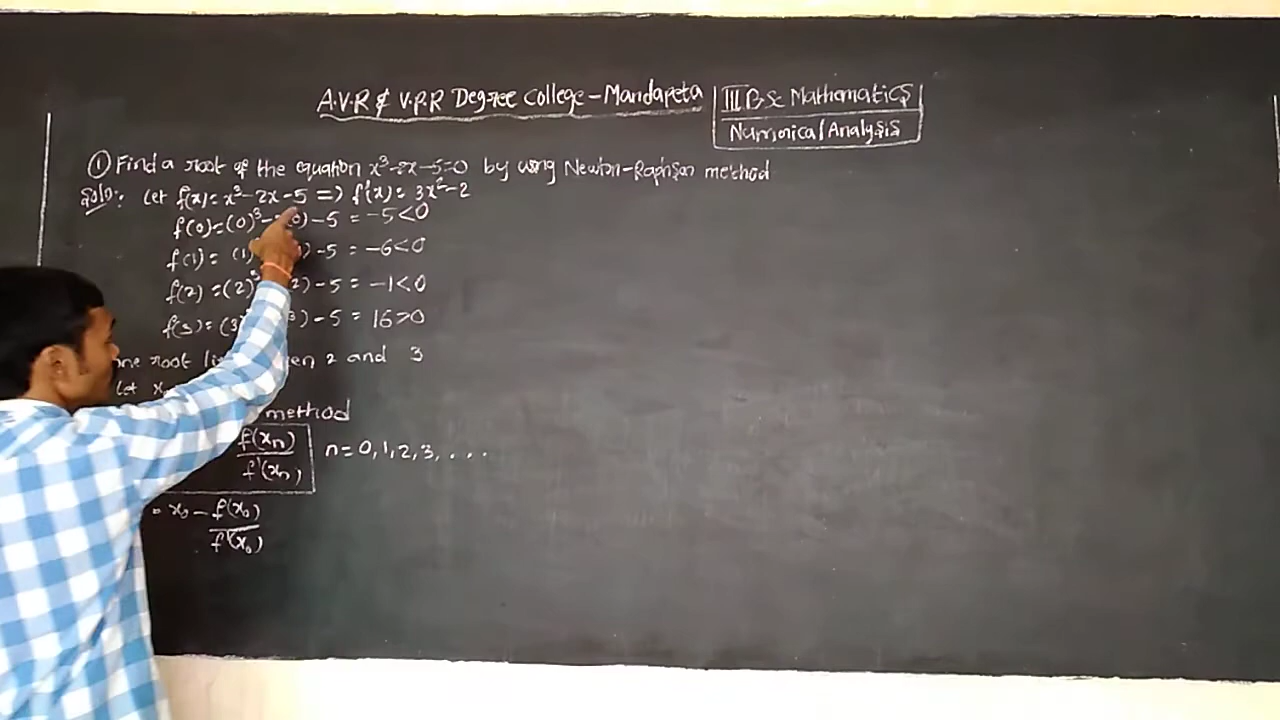 A.V.R & V.P.R Degree College - Mandapeta
III B.Sc Mathematics
Numerical Analysis
① Find a root of the equation x³-2x-5=0 by using Newton-Raphson method
Soln: Let f(x) = x³ - 2x - 5 => f'(x) = 3x² - 2
f(0) = (0)³ - 0) - 5 = -5 < 0
f(1) = (1) ) - 5 = -6 < 0
f(2) = (2)³ 2) - 5 = -1 < 0
f(3) = (3 3) - 5 = 16 > 0
one root 2 and 3
Let x
method
f(xₙ)
f'(xₙ)
n = 0, 1, 2, 3, . . .
= x₀ - f(x₀)
f'(x₀)